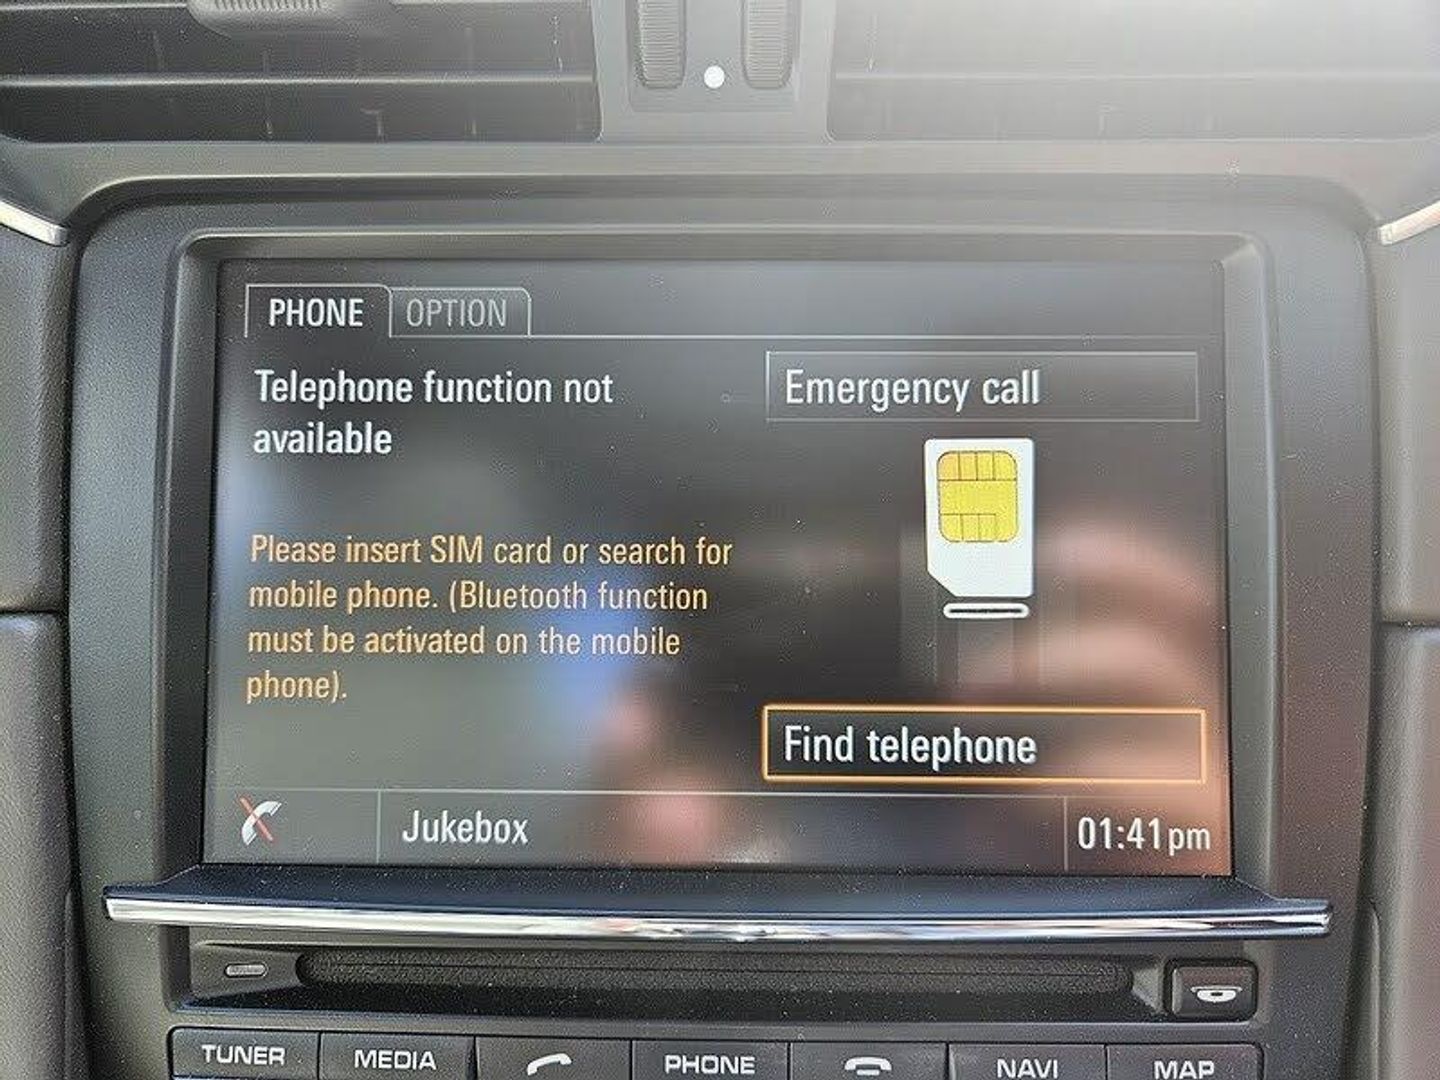 PHONE OPTION
Telephone function not
available
Emergency call
Please insert SIM card or search for
mobile phone. (Bluetooth function
must be activated on the mobile
phone).
Find telephone
Jukebox 01:41pm
TUNER MEDIA PHONE NAVI MAP